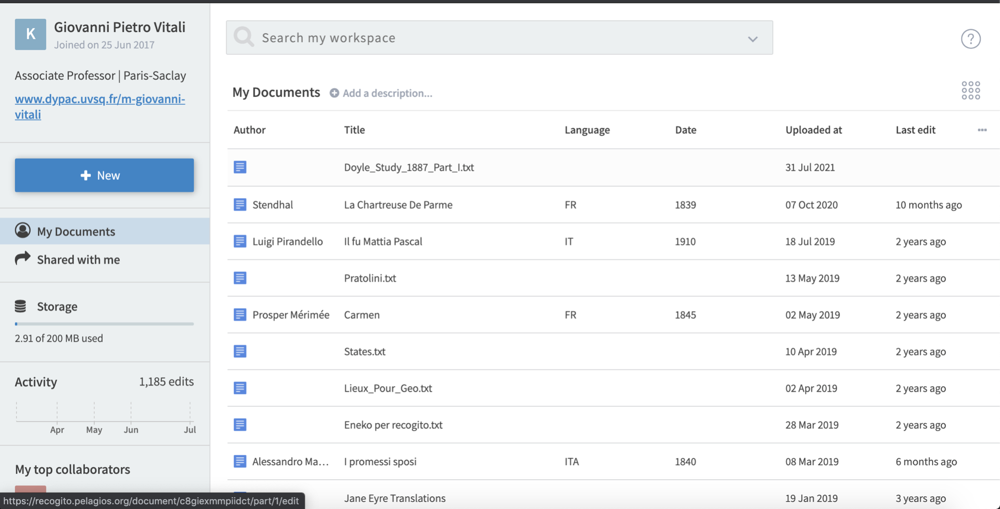 K
Giovanni Pietro Vitali
Joined on 25 Jun 2017
Associate Professor | Paris-Saclay
www.dypac.uvsq.fr/m-giovanni-
vitali
+ New
My Documents
Shared with me
Storage
2.91 of 200 MB used
Activity 1,185 edits
Apr May Jun Jul
My top collaborators
https://recogito.pelagios.org/document/c8giexmmpiidct/part/1/edit
Search my workspace
?
My Documents Add a description...
Author Title Language Date Uploaded at Last edit ...
Doyle_Study_1887_Part_I.txt 31 Jul 2021
Stendhal La Chartreuse De Parme FR 1839 07 Oct 2020 10 months ago
Luigi Pirandello Il fu Mattia Pascal IT 1910 18 Jul 2019 2 years ago
Pratolini.txt 13 May 2019 2 years ago
Prosper Mérimée Carmen FR 1845 02 May 2019 2 years ago
States.txt 10 Apr 2019 2 years ago
Lieux_Pour_Geo.txt 02 Apr 2019 2 years ago
Eneko per recogito.txt 28 Mar 2019 2 years ago
Alessandro Ma... I promessi sposi ITA 1840 08 Mar 2019 6 months ago
Jane Eyre Translations 19 Jan 2019 3 years ago